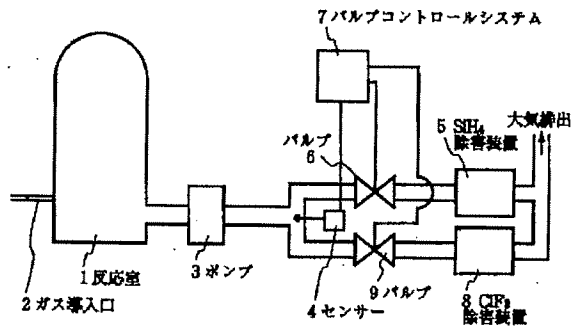 7 バルブコントロールシステム
大気排出
5 SiH₄
除害装置
バルブ
6
1 反応室
2 ガス導入口
3 ポンプ
4 センサー
9 バルブ
8 ClF₃
除害装置